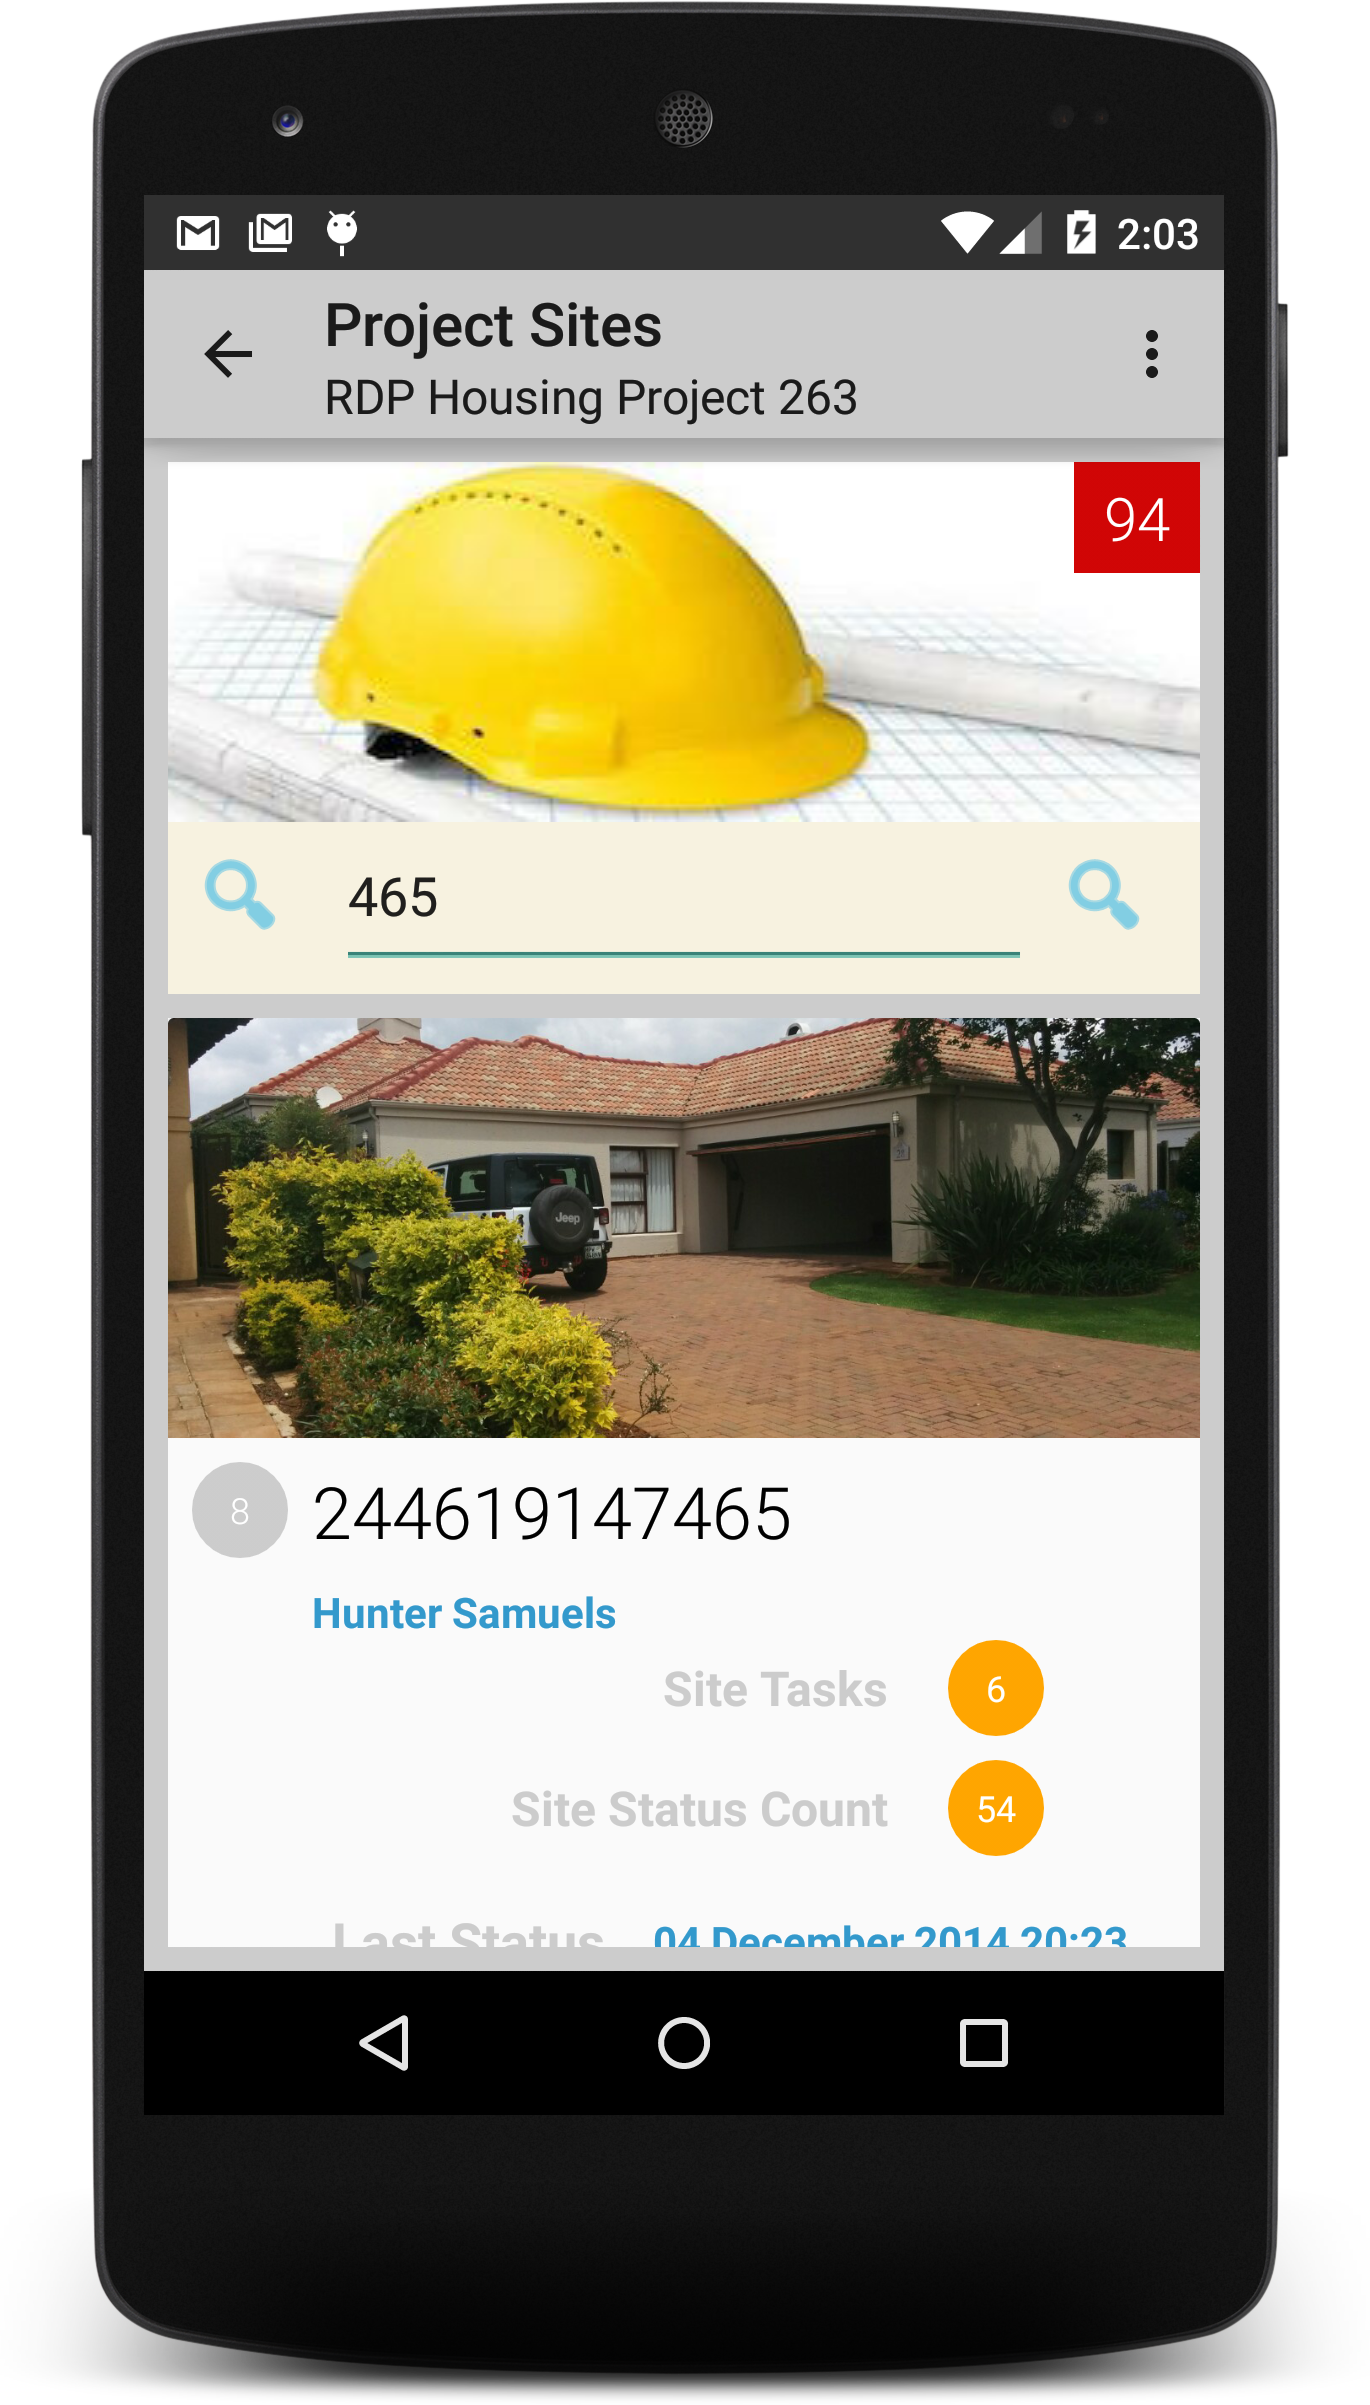 2:03
Project Sites
RDP Housing Project 263
94
465
Jeep
8
244619147465
Hunter Samuels
Site Tasks
6
Site Status Count
54
Last Status
04 December 2014 20:23